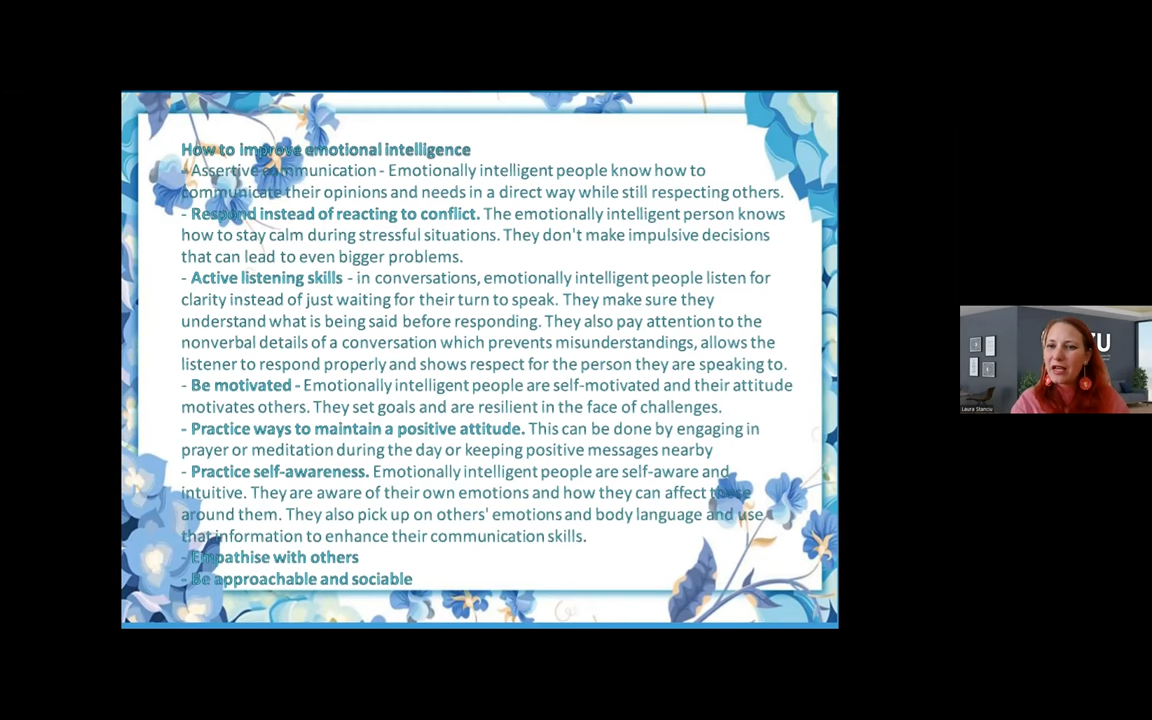 How to improve emotional intelligence
- Assertive communication - Emotionally intelligent people know how to
communicate their opinions and needs in a direct way while still respecting others.
- Respond instead of reacting to conflict. The emotionally intelligent person knows
how to stay calm during stressful situations. They don't make impulsive decisions
that can lead to even bigger problems.
- Active listening skills - in conversations, emotionally intelligent people listen for
clarity instead of just waiting for their turn to speak. They make sure they
understand what is being said before responding. They also pay attention to the
nonverbal details of a conversation which prevents misunderstandings, allows the
listener to respond properly and shows respect for the person they are speaking to.
- Be motivated - Emotionally intelligent people are self-motivated and their attitude
motivates others. They set goals and are resilient in the face of challenges.
- Practice ways to maintain a positive attitude. This can be done by engaging in
prayer or meditation during the day or keeping positive messages nearby
- Practice self-awareness. Emotionally intelligent people are self-aware and
intuitive. They are aware of their own emotions and how they can affect those
around them. They also pick up on others' emotions and body language and use
that information to enhance their communication skills.
- Empathise with others
- Be approachable and sociable
Laura Stanciu